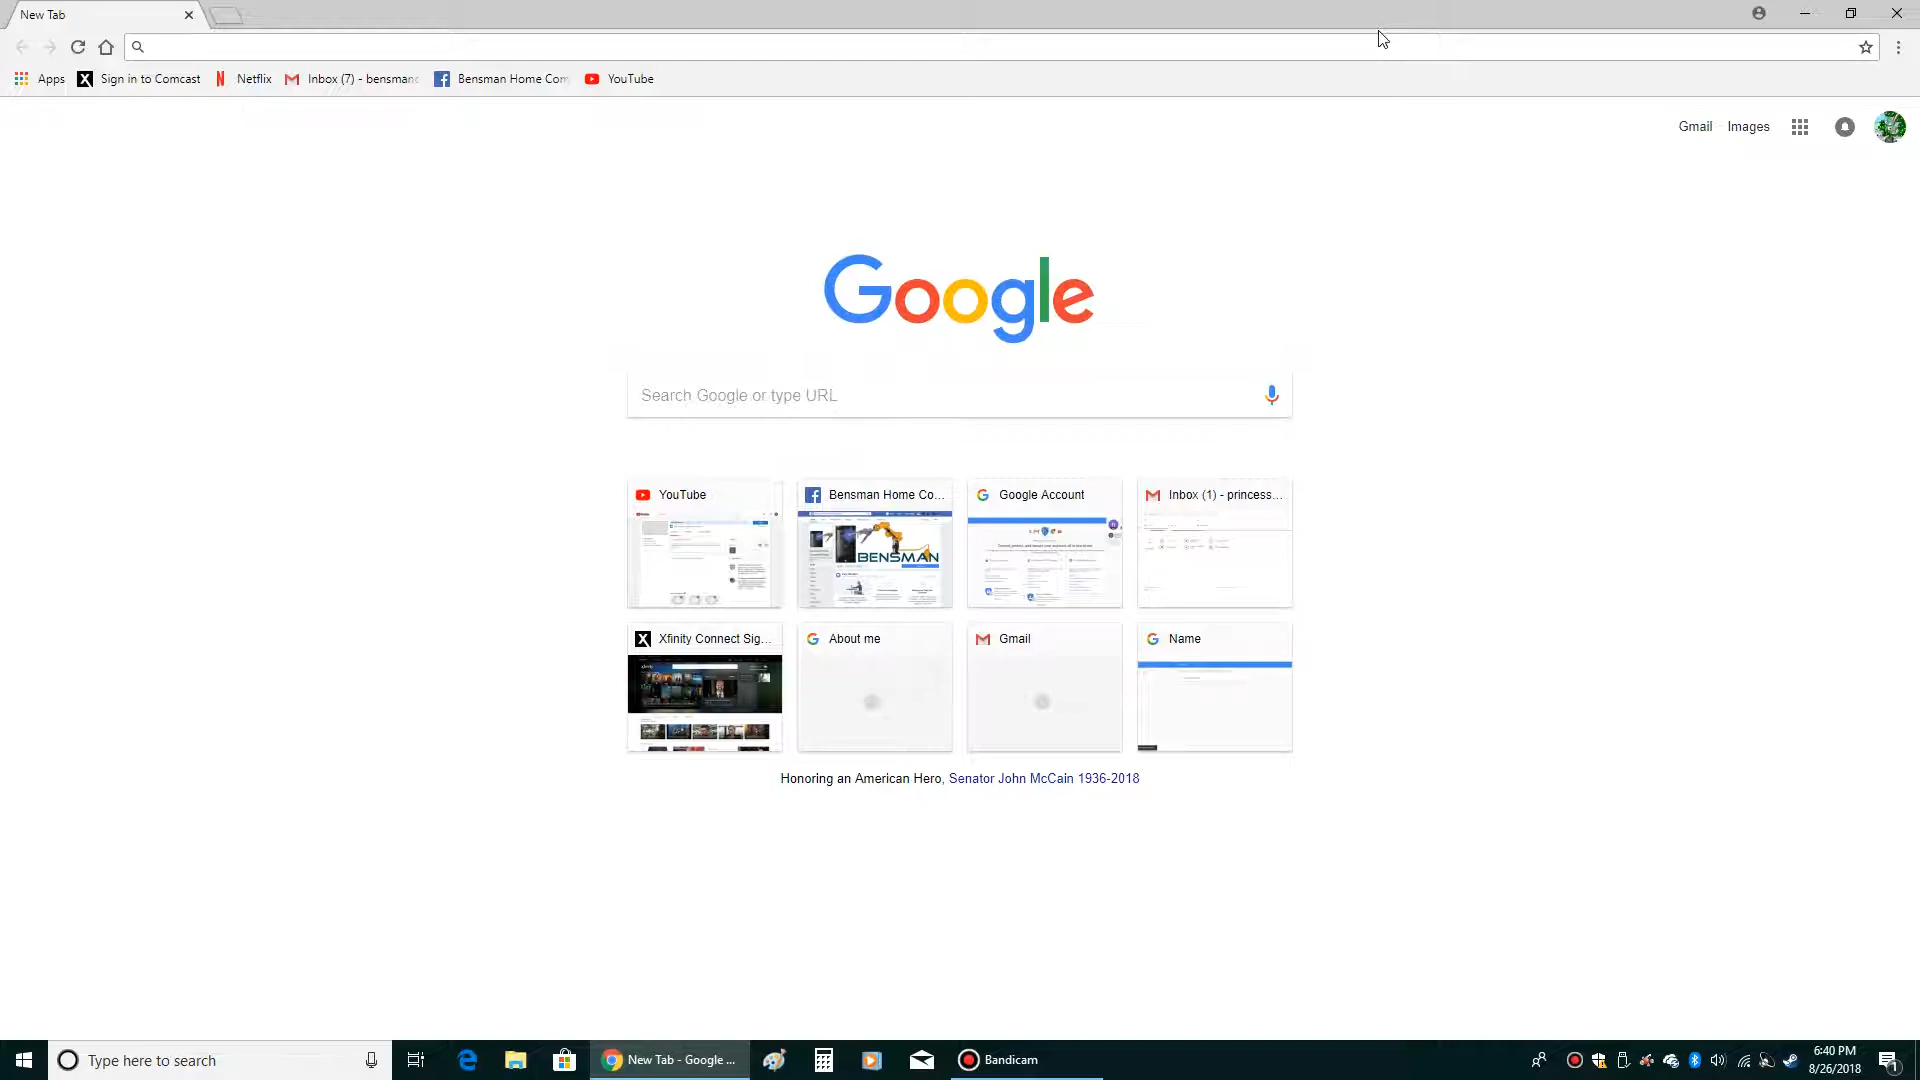 New Tab
Apps
Sign in to Comcast
Netflix
Inbox (7) - bensman
Bensman Home Com
YouTube
Gmail
Images
Google
Search Google or type URL
YouTube
Bensman Home Co...
Google Account
Inbox (1) - princess...
BENSMAN
Xfinity Connect Sig...
About me
Gmail
Name
Honoring an American Hero, Senator John McCain 1936-2018
Type here to search
New Tab - Google ...
Bandicam
6:40 PM
8/26/2018
1